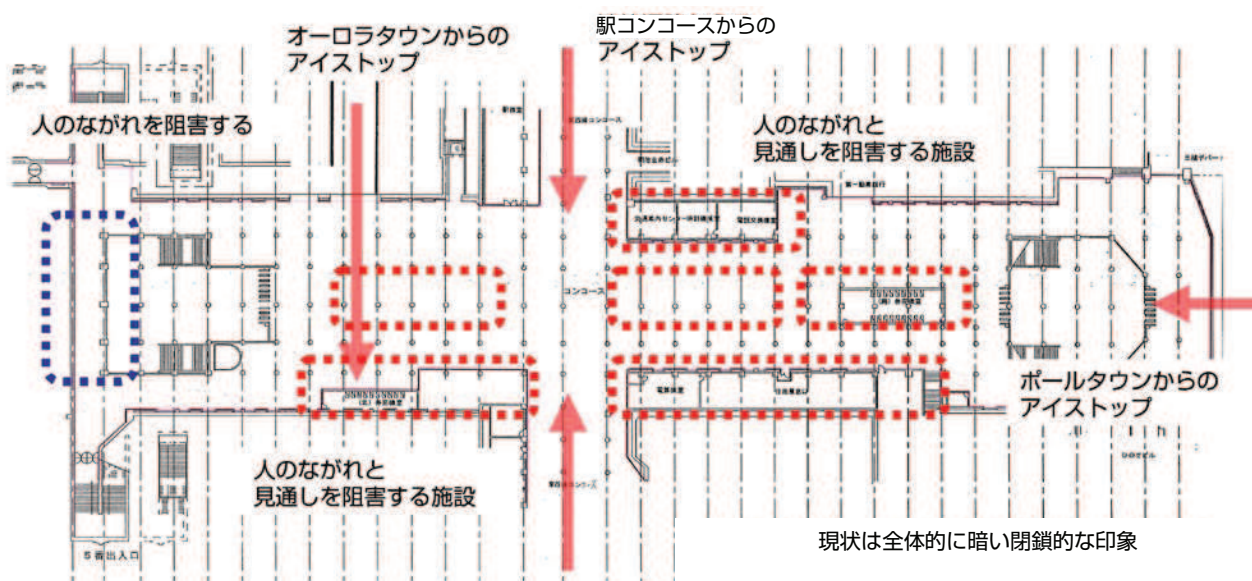 駅コンコースからの
アイストップ
オーロラタウンからの
アイストップ
人のながれを阻害する
人のながれと
見通しを阻害する施設
コンコース
ポールタウンからの
アイストップ
人のながれと
見通しを阻害する施設
5番出入口
現状は全体的に暗い閉鎖的な印象